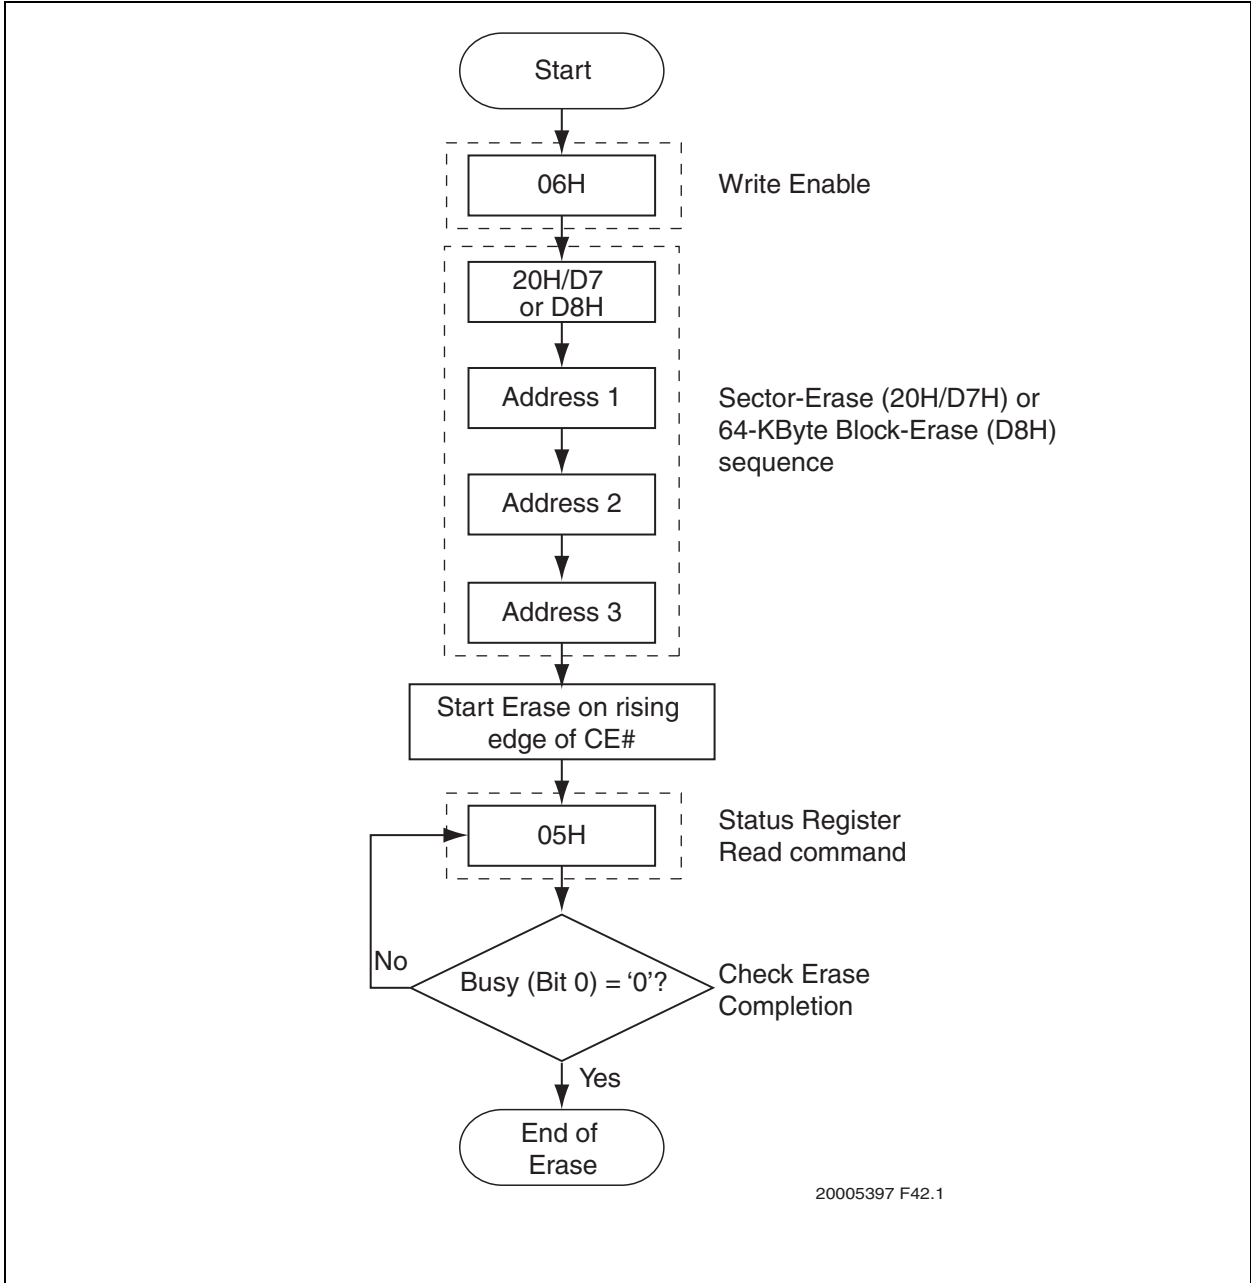 Start
06H
Write Enable
20H/D7
or D8H
Address 1
Sector-Erase (20H/D7H) or
64-KByte Block-Erase (D8H)
sequence
Address 2
Address 3
Start Erase on rising
edge of CE#
05H
Status Register
Read command
No
Busy (Bit 0) = ‘0’?
Check Erase
Completion
Yes
End of
Erase
20005397 F42.1